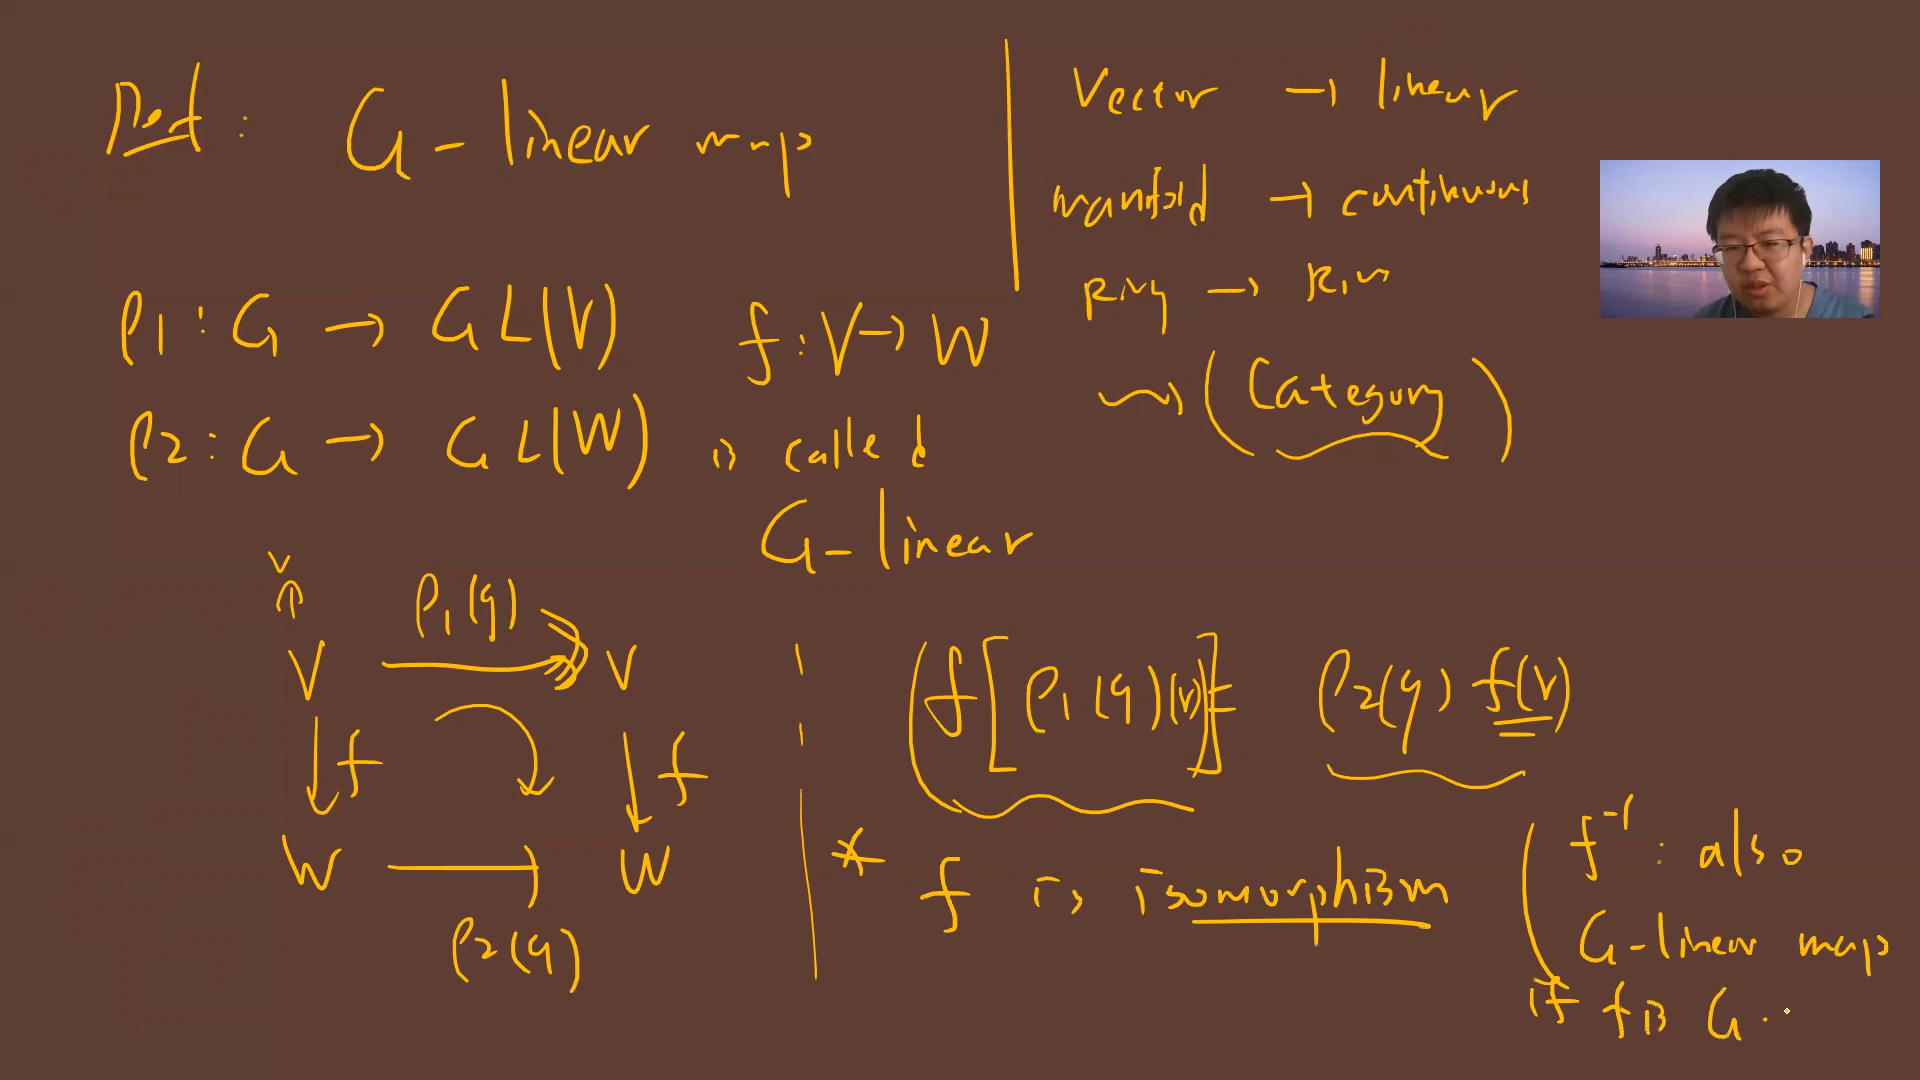 Def: G-linear maps
ρ1: G → GL(V)
ρ2: G → GL(W)
f: V → W
is called
G-linear
Vector → linear
manifold → continuous
Ring → Rin
⇝ (Category)
v
V ρ1(g) V
f f
W W
ρ2(g)
f[ρ1(g)(v)] = ρ2(g) f(v)
* f is isomorphism
f⁻¹: also
G-linear maps
if f is G.